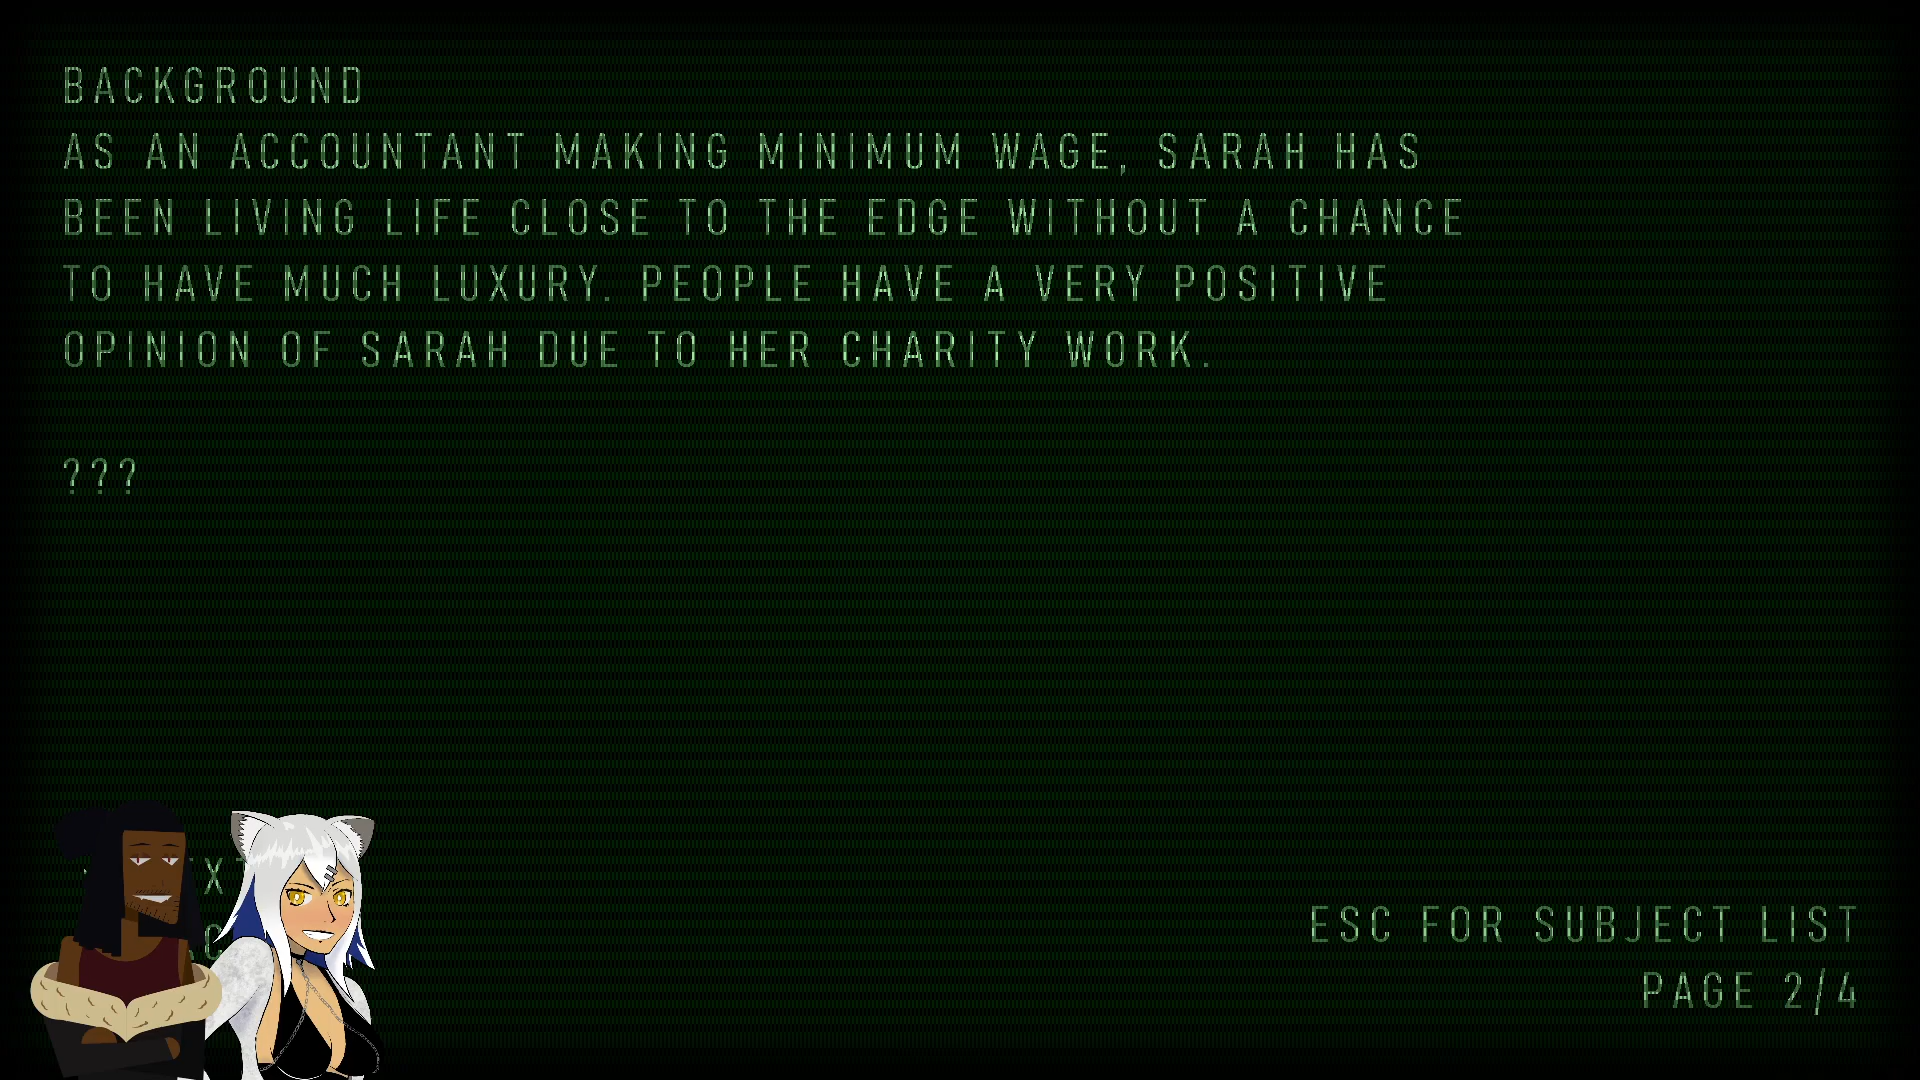 BACKGROUND
AS AN ACCOUNTANT MAKING MINIMUM WAGE, SARAH HAS
BEEN LIVING LIFE CLOSE TO THE EDGE WITHOUT A CHANCE
TO HAVE MUCH LUXURY. PEOPLE HAVE A VERY POSITIVE
OPINION OF SARAH DUE TO HER CHARITY WORK.
???
ESC FOR SUBJECT LIST
PAGE 2/4